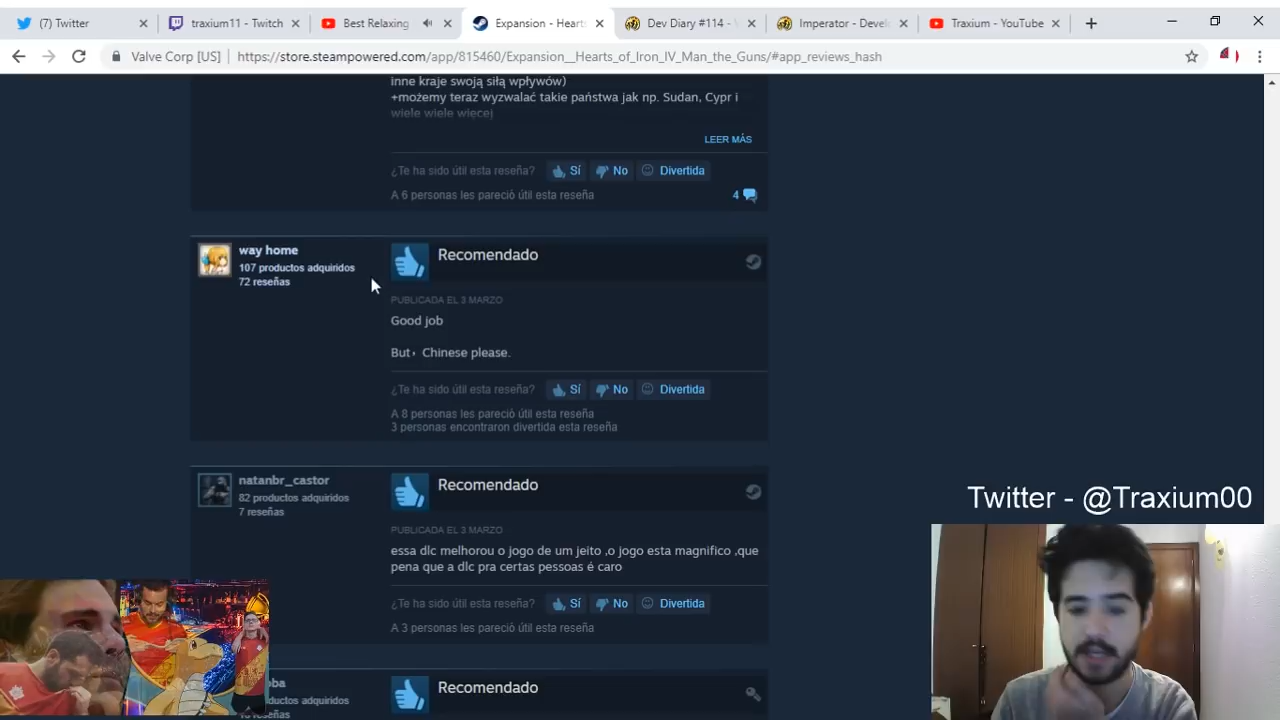 (7) Twitter
traxium11 - Twitch
Best Relaxing
Expansion - Heart
Dev Diary #114 -
Imperator - Devel
Traxium - YouTube
Valve Corp [US]
https://store.steampowered.com/app/815460/Expansion__Hearts_of_Iron_IV_Man_the_Guns/#app_reviews_hash
inne kraje swoją siłą wpływów)
+możemy teraz wyzwalać takie państwa jak np. Sudan, Cypr i
wiele wiele więcej
LEER MÁS
¿Te ha sido útil esta reseña? Sí No Divertida
A 6 personas les pareció útil esta reseña 4
way home
107 productos adquiridos
72 reseñas
Recomendado
PUBLICADA EL 3 MARZO
Good job
But, Chinese please.
¿Te ha sido útil esta reseña? Sí No Divertida
A 8 personas les pareció útil esta reseña
3 personas encontraron divertida esta reseña
natanbr_castor
82 productos adquiridos
7 reseñas
Recomendado
PUBLICADA EL 3 MARZO
essa dlc melhorou o jogo de um jeito ,o jogo esta magnifico ,que
pena que a dlc pra certas pessoas é caro
¿Te ha sido útil esta reseña? Sí No Divertida
A 3 personas les pareció útil esta reseña
Twitter - @Traxium00
oba
ductos adquiridos
Recomendado